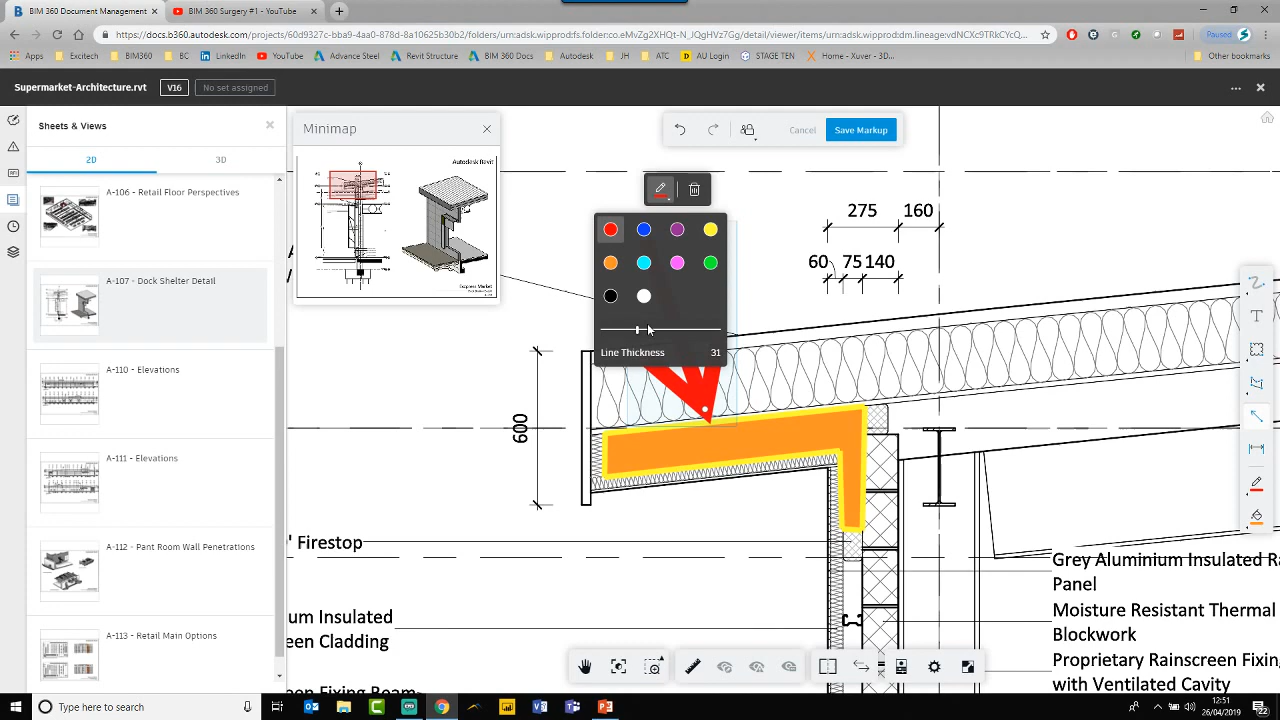 BIM 360 Document Management
BIM 360 Surgery #1 - YouTube
https://docs.b360.autodesk.com/projects/60d9327c-bba9-4aa0-878d-0a10625b30b2/folders/urn:adsk.wipprod:fs.folder:co.eMvZg2XHQt-N_JQgHVz7Gg/detail/viewer/items/urn:adsk.wipprod:dm.lineage:vdNCXc9TRkCYcQ...
Paused
Apps
Excitech
BIM360
BC
LinkedIn
YouTube
Advance Steel
Revit Structure
BIM 360 Docs
Autodesk
JH
ATC
AU Login
STAGE TEN
Home - Xuver - 3D...
Other bookmarks
Supermarket-Architecture.rvt
V16
No set assigned
Sheets & Views
2D
3D
A-106 - Retail Floor Perspectives
A-107 - Dock Shelter Detail
A-110 - Elevations
A-111 - Elevations
A-112 - Pant Room Wall Penetrations
A-113 - Retail Main Options
Minimap
Autodesk Revit
Express Market
Cancel
Save Markup
Line Thickness
31
275
160
60
75
140
600
' Firestop
um Insulated
een Cladding
een Fixing Beam
Grey Aluminium Insulated Ra
Panel
Moisture Resistant Thermal
Blockwork
Proprietary Rainscreen Fixin
with Ventilated Cavity
Type here to search
12:51
26/04/2019